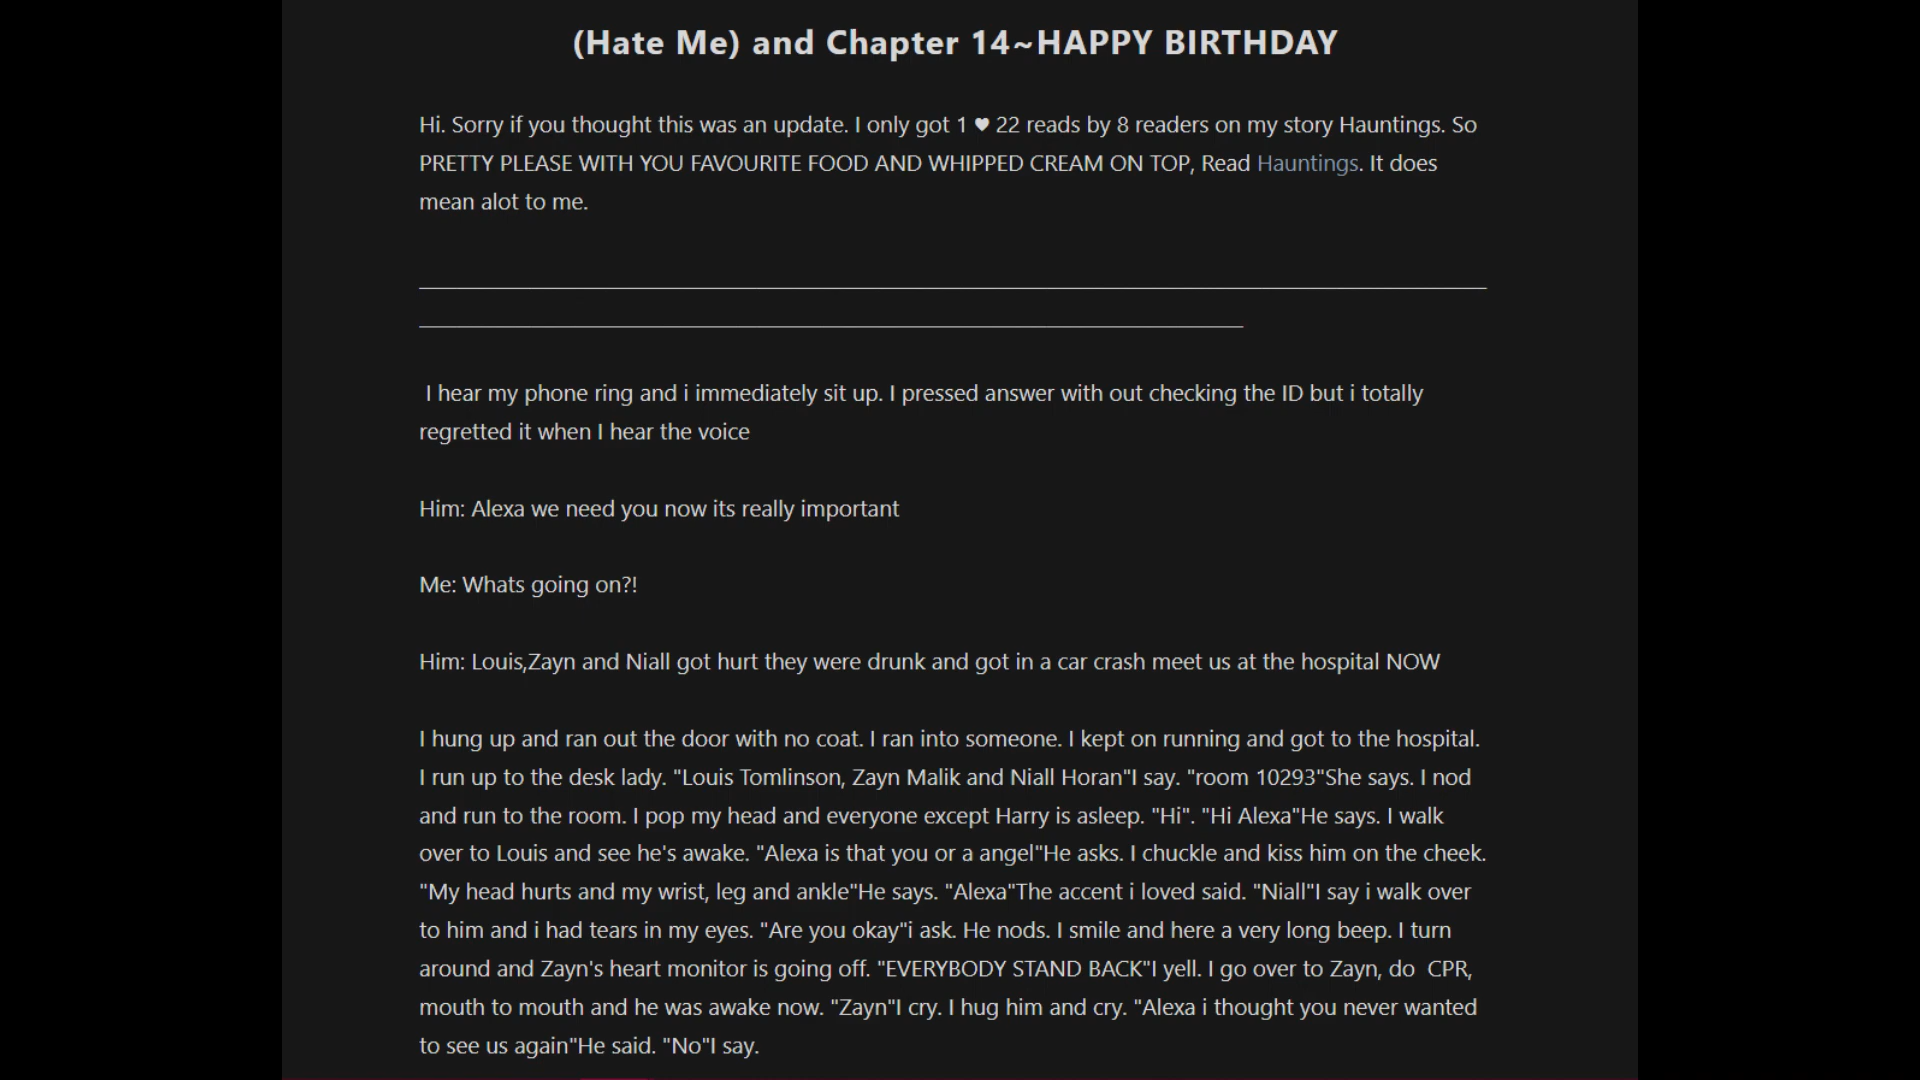 (Hate Me) and Chapter 14~HAPPY BIRTHDAY
Hi. Sorry if you thought this was an update. I only got 1 ♥ 22 reads by 8 readers on my story Hauntings. So
PRETTY PLEASE WITH YOU FAVOURITE FOOD AND WHIPPED CREAM ON TOP, Read Hauntings. It does
mean alot to me.
I hear my phone ring and i immediately sit up. I pressed answer with out checking the ID but i totally
regretted it when I hear the voice
Him: Alexa we need you now its really important
Me: Whats going on?!
Him: Louis,Zayn and Niall got hurt they were drunk and got in a car crash meet us at the hospital NOW
I hung up and ran out the door with no coat. I ran into someone. I kept on running and got to the hospital.
I run up to the desk lady. "Louis Tomlinson, Zayn Malik and Niall Horan"I say. "room 10293"She says. I nod
and run to the room. I pop my head and everyone except Harry is asleep. "Hi". "Hi Alexa"He says. I walk
over to Louis and see he's awake. "Alexa is that you or a angel"He asks. I chuckle and kiss him on the cheek.
"My head hurts and my wrist, leg and ankle"He says. "Alexa"The accent i loved said. "Niall"I say i walk over
to him and i had tears in my eyes. "Are you okay"i ask. He nods. I smile and here a very long beep. I turn
around and Zayn's heart monitor is going off. "EVERYBODY STAND BACK"I yell. I go over to Zayn, do  CPR,
mouth to mouth and he was awake now. "Zayn"I cry. I hug him and cry. "Alexa i thought you never wanted
to see us again"He said. "No"I say.